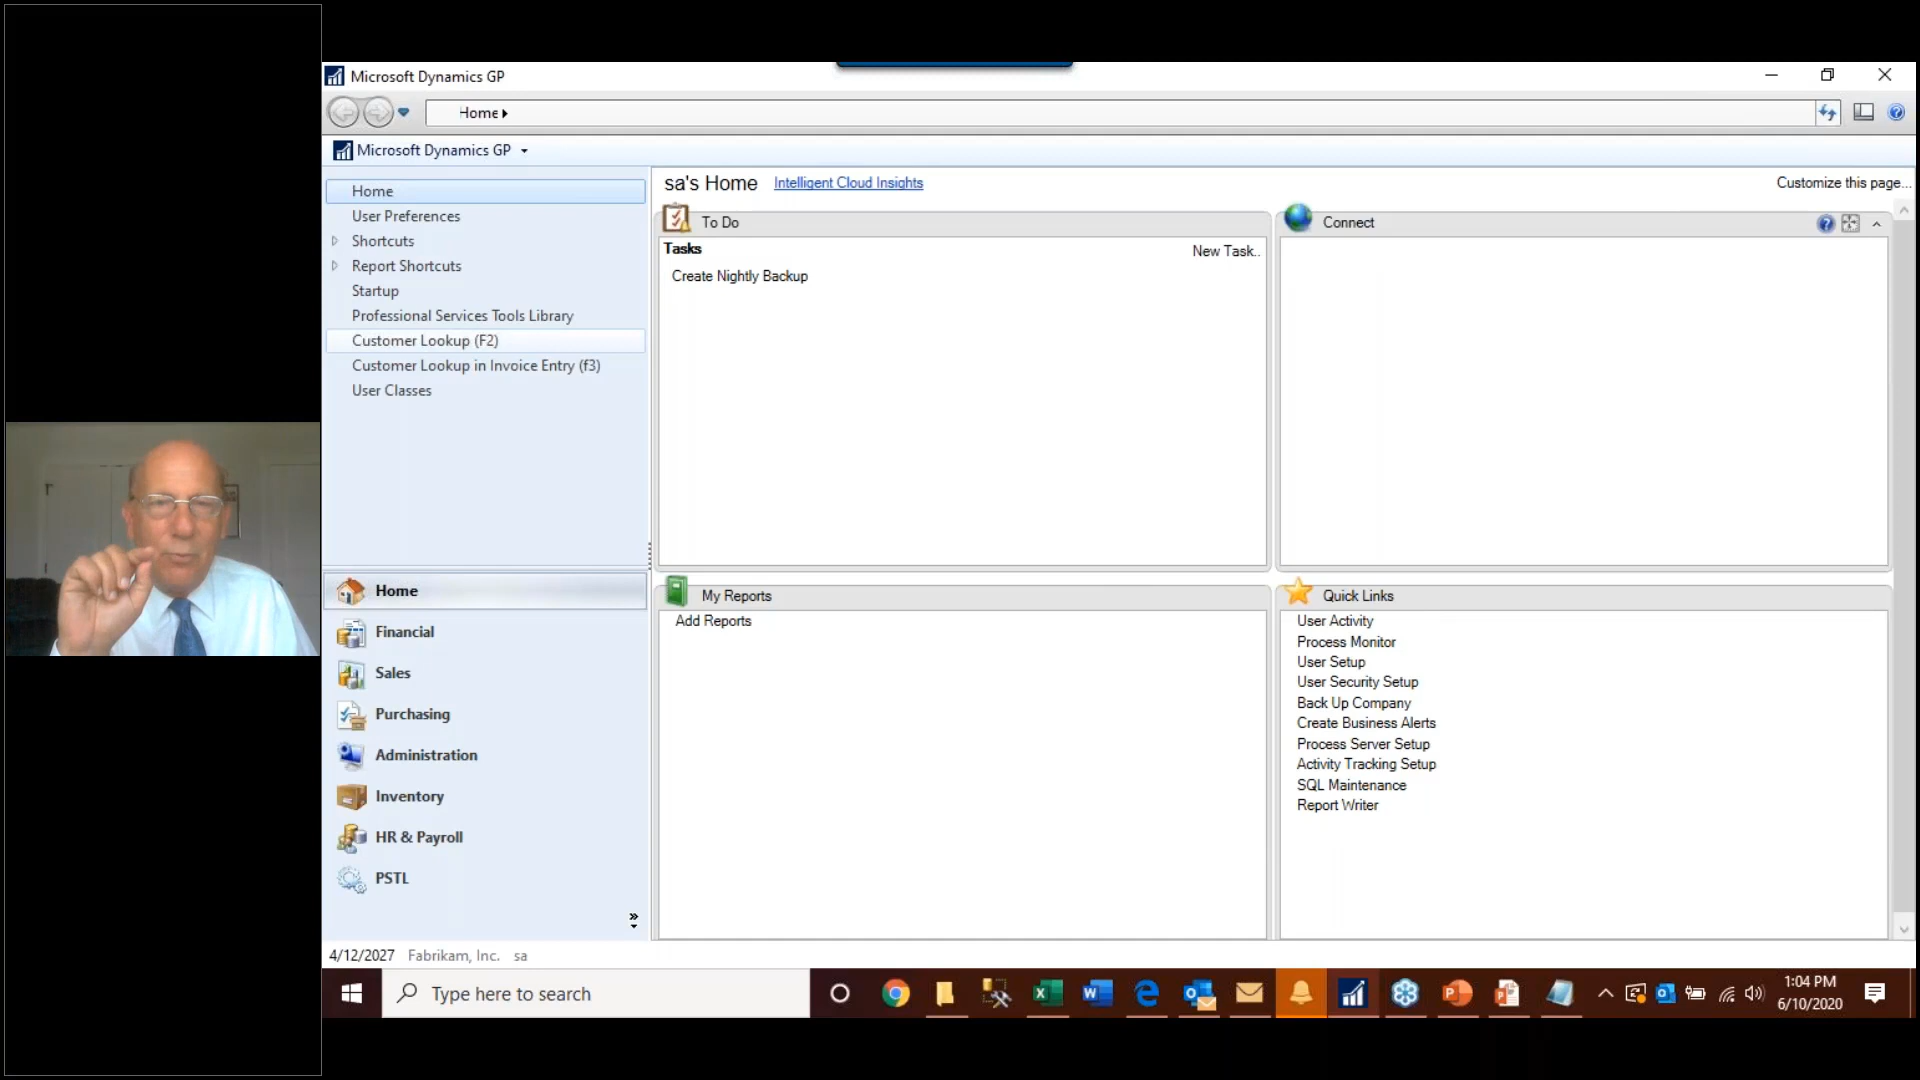 Microsoft Dynamics GP
Home
Microsoft Dynamics GP
Home
User Preferences
Shortcuts
Report Shortcuts
Startup
Professional Services Tools Library
Customer Lookup (F2)
Customer Lookup in Invoice Entry (f3)
User Classes
Home
Financial
Sales
Purchasing
Administration
Inventory
HR & Payroll
PSTL
sa's Home Intelligent Cloud Insights Customize this page...
To Do
Tasks New Task..
Create Nightly Backup
Connect
My Reports
Add Reports
Quick Links
User Activity
Process Monitor
User Setup
User Security Setup
Back Up Company
Create Business Alerts
Process Server Setup
Activity Tracking Setup
SQL Maintenance
Report Writer
4/12/2027 Fabrikam, Inc. sa
Type here to search
1:04 PM
6/10/2020